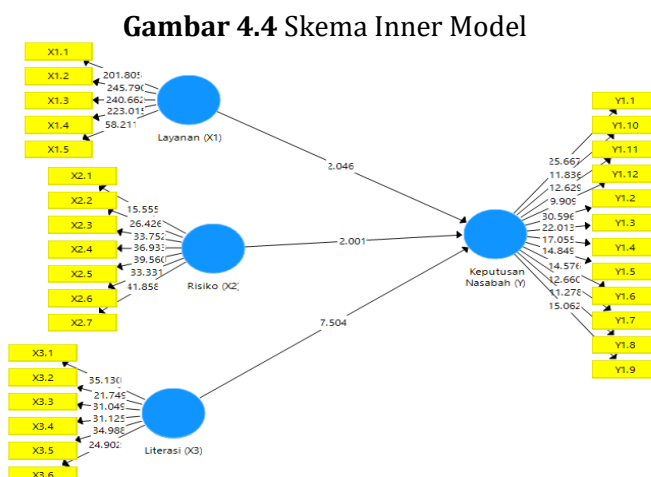 Gambar 4.4 Skema Inner Model
X1.1
X1.2
X1.3
X1.4
X1.5
201.805
245.790
240.662
223.015
58.211
Layanan (X1)
X2.1
X2.2
X2.3
X2.4
X2.5
X2.6
X2.7
15.555
26.426
33.752
36.933
39.560
33.331
41.858
Risiko (X2)
X3.1
X3.2
X3.3
X3.4
X3.5
X3.6
35.130
21.749
31.049
31.125
34.988
24.902
Literasi (X3)
2.046
2.001
7.504
Keputusan
Nasabah (Y)
25.667
11.836
12.629
9.909
30.596
22.013
17.055
14.849
14.576
12.660
11.278
15.062
Y1.1
Y1.10
Y1.11
Y1.12
Y1.2
Y1.3
Y1.4
Y1.5
Y1.6
Y1.7
Y1.8
Y1.9